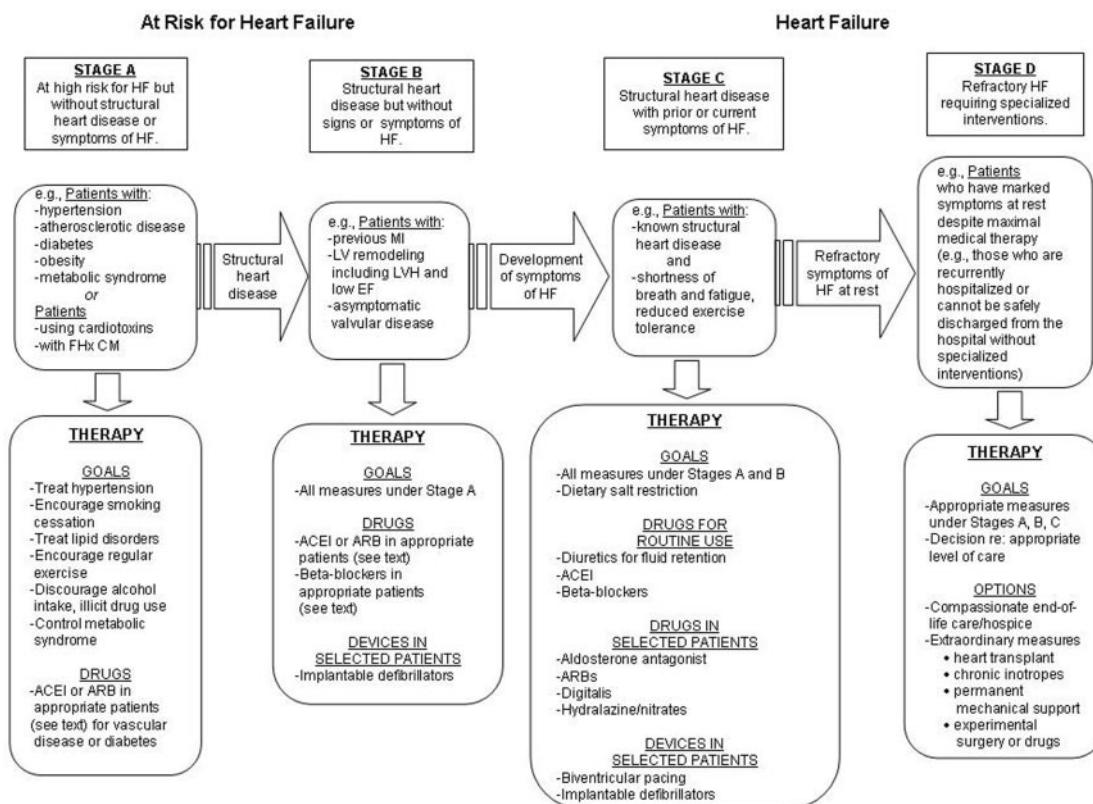 At Risk for Heart Failure
Heart Failure
STAGE A
At high risk for HF but
without structural
heart disease or
symptoms of HF.
STAGE B
Structural heart
disease but without
signs or symptoms of
HF.
STAGE C
Structural heart disease
with prior or current
symptoms of HF.
STAGE D
Refractory HF
requiring specialized
interventions.
e.g., Patients with:
-hypertension
-atherosclerotic disease
-diabetes
-obesity
-metabolic syndrome
or
Patients
-using cardiotoxins
-with FHx CM
Structural
heart
disease
e.g., Patients with:
-previous MI
-LV remodeling
including LVH and
low EF
-asymptomatic
valvular disease
Development
of symptoms
of HF
e.g., Patients with:
-known structural
heart disease
and
-shortness of
breath and fatigue,
reduced exercise
tolerance
Refractory
symptoms of
HF at rest
e.g., Patients
who have marked
symptoms at rest
despite maximal
medical therapy
(e.g., those who are
recurrently
hospitalized or
cannot be safely
discharged from the
hospital without
specialized
interventions)
THERAPY
GOALS
-Treat hypertension
-Encourage smoking
cessation
-Treat lipid disorders
-Encourage regular
exercise
-Discourage alcohol
intake, illicit drug use
-Control metabolic
syndrome
DRUGS
-ACEI or ARB in
appropriate patients
(see text) for vascular
disease or diabetes
THERAPY
GOALS
-All measures under Stage A
DRUGS
-ACEI or ARB in appropriate
patients (see text)
-Beta-blockers in
appropriate patients
(see text)
DEVICES IN
SELECTED PATIENTS
-Implantable defibrillators
THERAPY
GOALS
-All measures under Stages A and B
-Dietary salt restriction
DRUGS FOR
ROUTINE USE
-Diuretics for fluid retention
-ACEI
-Beta-blockers
DRUGS IN
SELECTED PATIENTS
-Aldosterone antagonist
-ARBs
-Digitalis
-Hydralazine/nitrates
DEVICES IN
SELECTED PATIENTS
-Biventricular pacing
-Implantable defibrillators
THERAPY
GOALS
-Appropriate measures
under Stages A, B, C
-Decision re: appropriate
level of care
OPTIONS
-Compassionate end-of-
life care/hospice
-Extraordinary measures
• heart transplant
• chronic inotropes
• permanent
mechanical support
• experimental
surgery or drugs